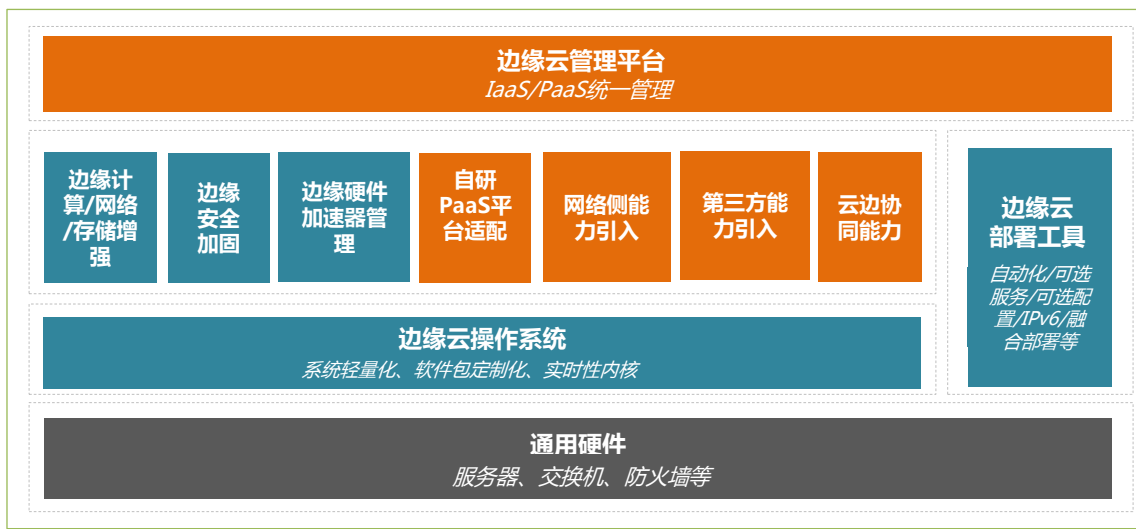 边缘云管理平台
IaaS/PaaS统一管理
边缘计
算/网络
/存储增
强
边缘
安全
加固
边缘硬件
加速器管
理
自研
PaaS平
台适配
网络侧能
力引入
第三方能
力引入
云边协
同能力
边缘云
部署工具
自动化/可选
服务/可选配
置/IPv6/融
合部署等
边缘云操作系统
系统轻量化、软件包定制化、实时性内核
通用硬件
服务器、交换机、防火墙等